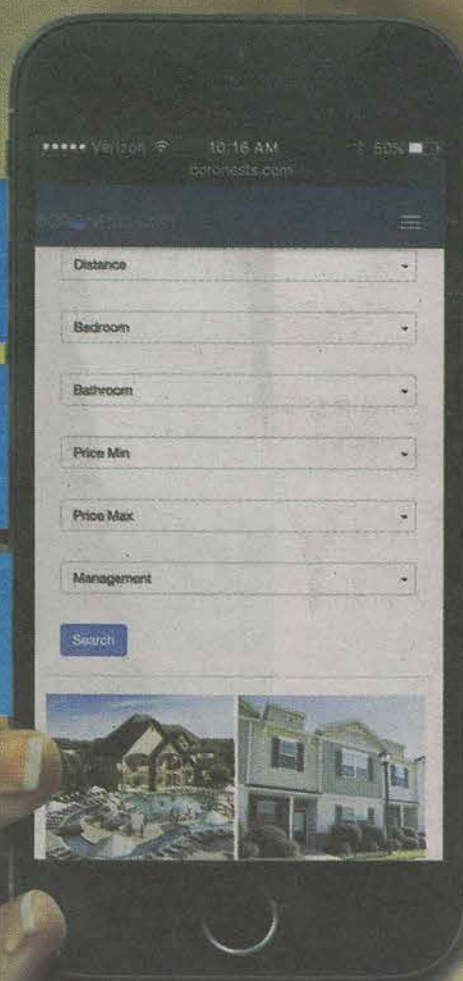 Verizon 10:16 AM 50%
boronests.com
Distance
Bedroom
Bathroom
Price Min
Price Max
Management
Search